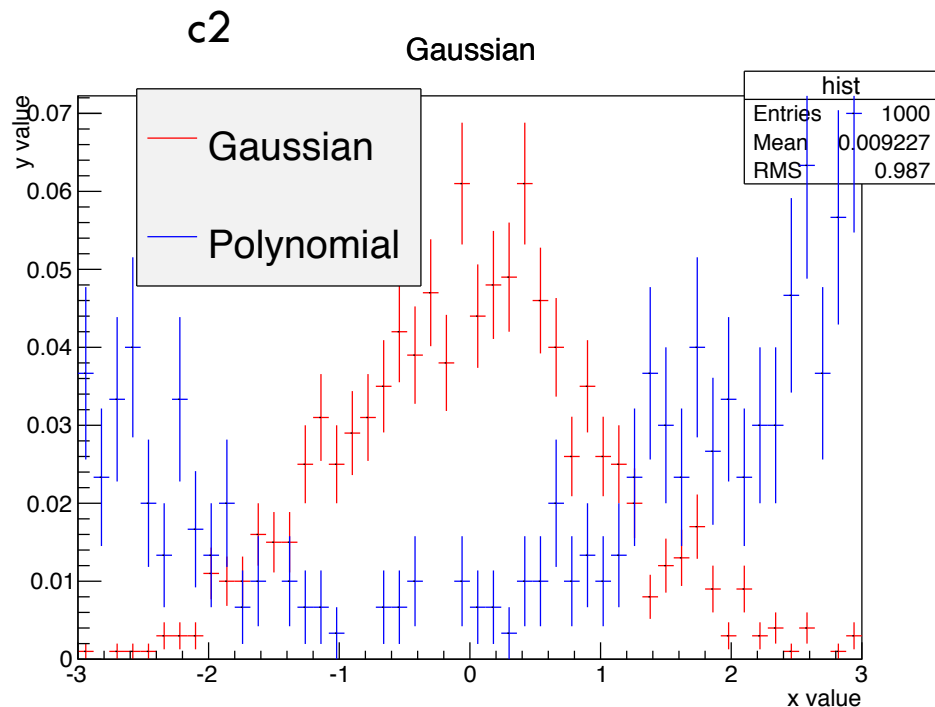 c2
Gaussian
hist
Entries 1000
Mean 0.009227
RMS 0.987
Gaussian
Polynomial
y value
0.07
0.06
0.05
0.04
0.03
0.02
0.01
0
-3 -2 -1 0 1 2 3
x value